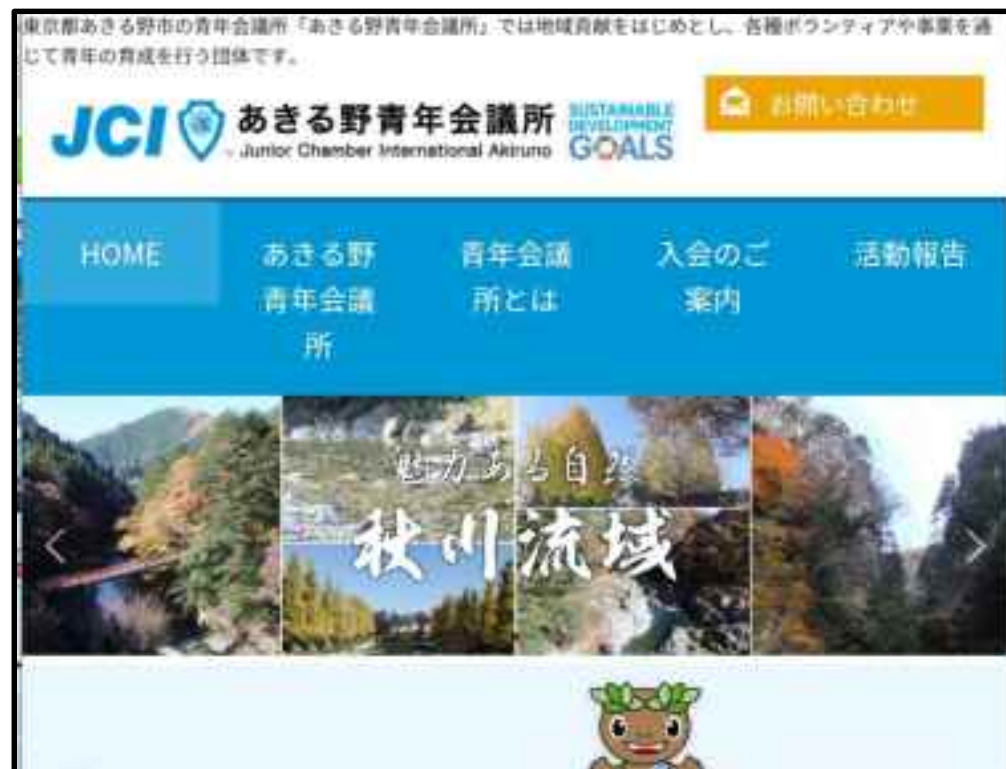 東京都あきる野市の青年会議所『あきる野青年会議所』では地域貢献をはじめとし、各種ボランティアや事業を通
じて青年の育成を行う団体です。
JCI
あきる野青年会議所
Junior Chamber International Akiruno
SUSTAINABLE
DEVELOPMENT
GOALS
お問い合わせ
HOME
あきる野
青年会議
所
青年会議
所とは
入会のご
案内
活動報告
魅力ある自然
秋川流域